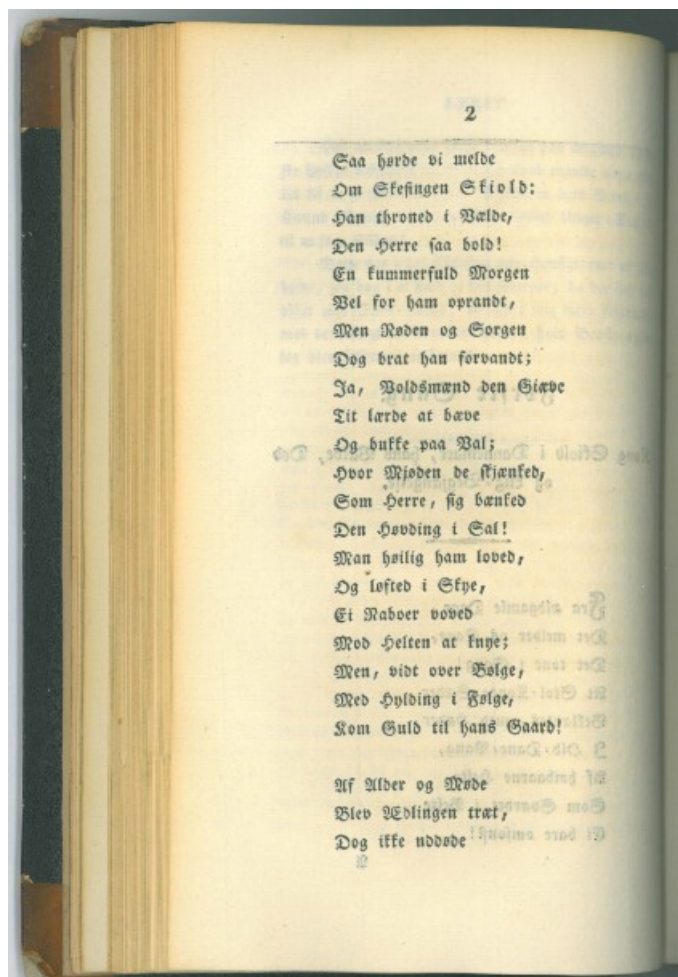 2
Saa hørde vi melde
Om Skefingen Skiold:
Han throned i Vælde,
Den Herre saa bold!
En kummerfuld Morgen
Vel for ham oprandt,
Men Nøden og Sorgen
Dog brat han forvandt;
Ja, Voldsmænd den Giæve
Tit lærde at bæve
Og bukke paa Val;
Hvor Mjøden de skjænked,
Som Herre, sig bænked
Den Høvding i Sal!
Man høilig ham loved,
Og løfted i Skye,
Ei Naboer voved
Mod Helten at knye;
Men, vidt over Bølge,
Med Hylding i Følge,
Kom Guld til hans Gaard!
Af Alder og Møde
Blev Ædlingen træt,
Dog ikke uddøde